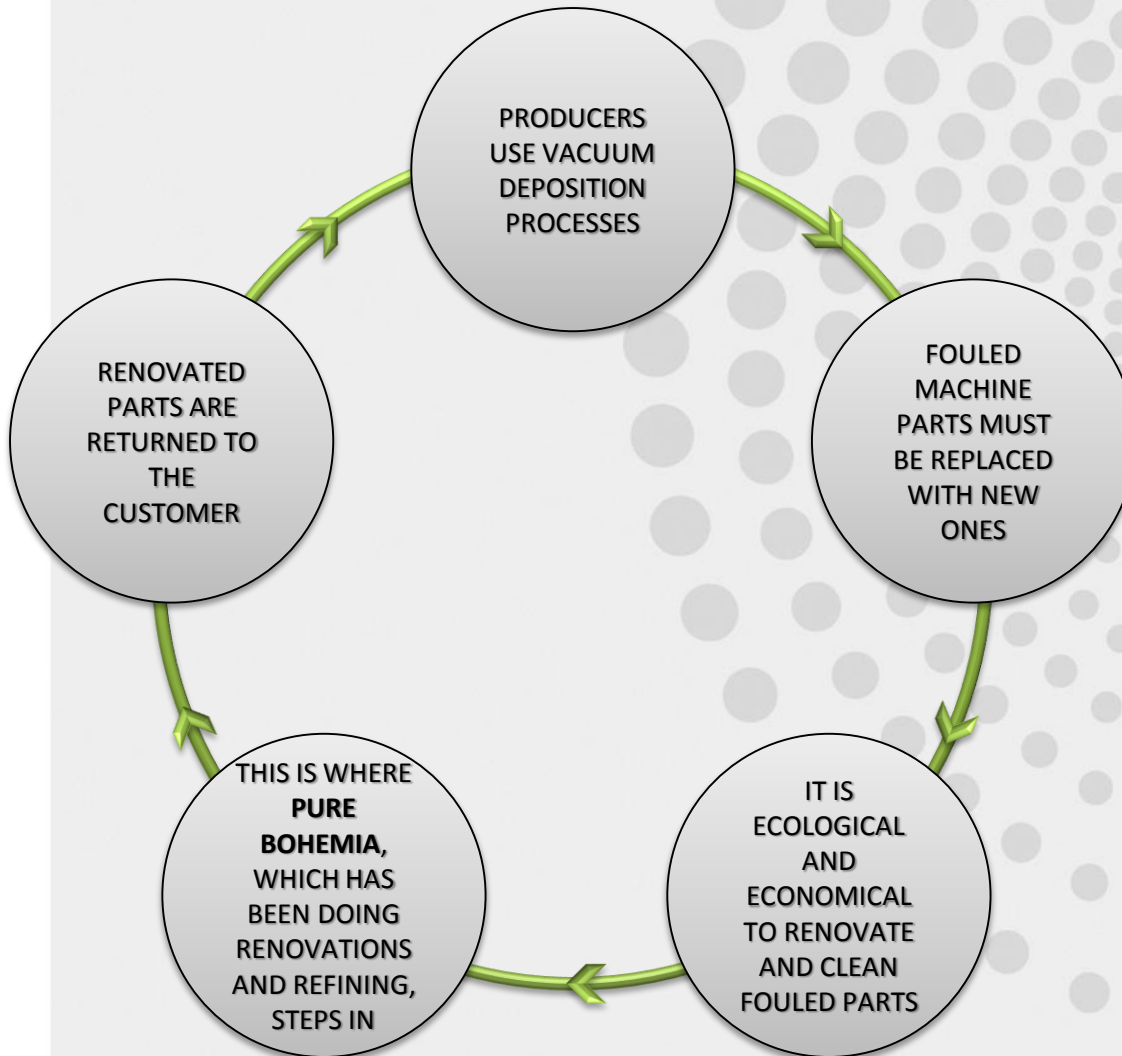 PRODUCERS
USE VACUUM
DEPOSITION
PROCESSES
FOULED
MACHINE
PARTS MUST
BE REPLACED
WITH NEW
ONES
IT IS
ECOLOGICAL
AND
ECONOMICAL
TO RENOVATE
AND CLEAN
FOULED PARTS
THIS IS WHERE
PURE
BOHEMIA,
WHICH HAS
BEEN DOING
RENOVATIONS
AND REFINING,
STEPS IN
RENOVATED
PARTS ARE
RETURNED TO
THE
CUSTOMER